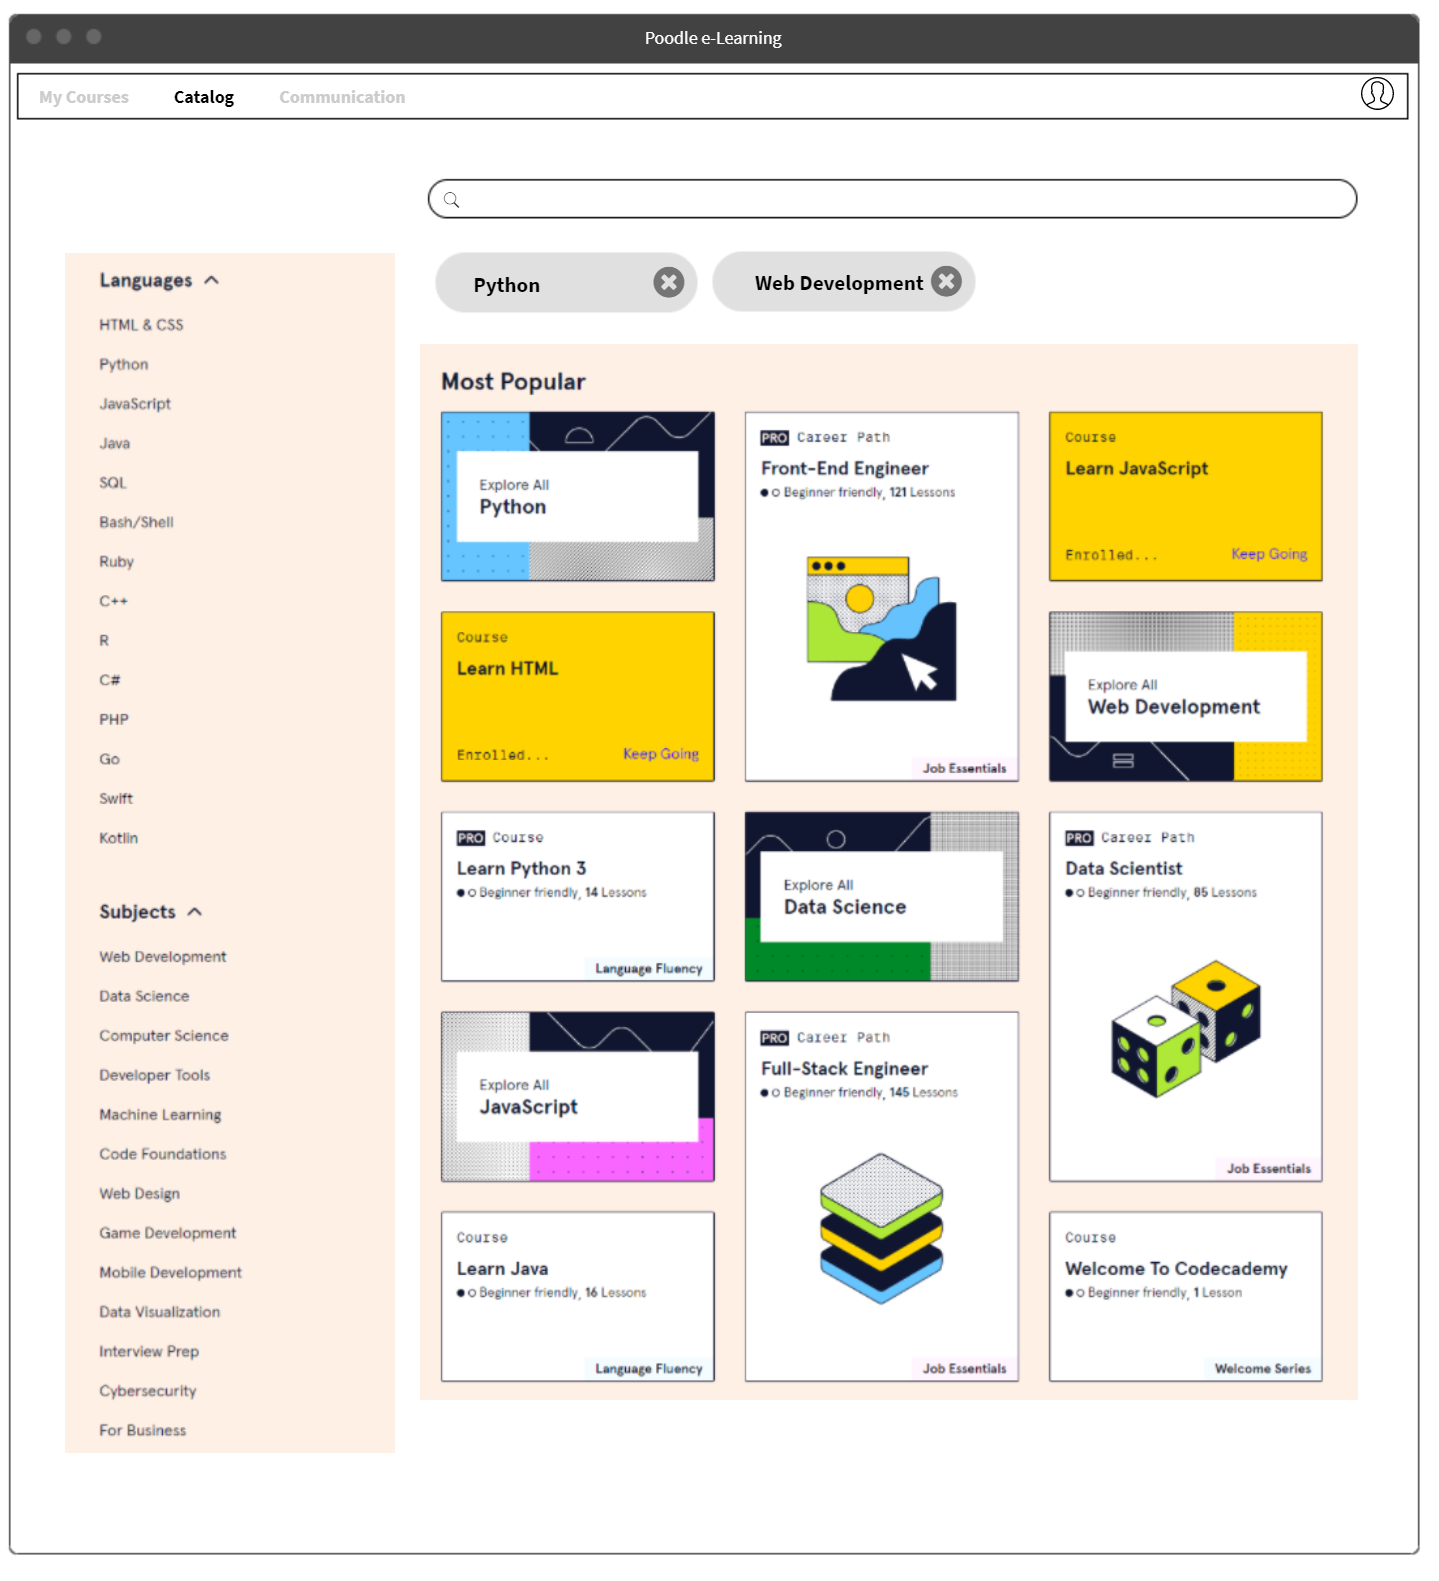 Poodle e-Learning
My Courses Catalog Communication
Python Web Development
Languages
HTML & CSS
Python
JavaScript
Java
SQL
Bash/Shell
Ruby
C++
R
C#
PHP
Go
Swift
Kotlin
Subjects
Web Development
Data Science
Computer Science
Developer Tools
Machine Learning
Code Foundations
Web Design
Game Development
Mobile Development
Data Visualization
Interview Prep
Cybersecurity
For Business
Most Popular
Explore All
Python
PRO Career Path
Front-End Engineer
Beginner friendly, 121 Lessons
Job Essentials
Course
Learn JavaScript
Enrolled... Keep Going
Course
Learn HTML
Enrolled... Keep Going
Explore All
Web Development
PRO Course
Learn Python 3
Beginner friendly, 14 Lessons
Language Fluency
Explore All
Data Science
PRO Career Path
Data Scientist
Beginner friendly, 85 Lessons
Job Essentials
Explore All
JavaScript
PRO Career Path
Full-Stack Engineer
Beginner friendly, 145 Lessons
Job Essentials
Course
Learn Java
Beginner friendly, 16 Lessons
Language Fluency
Course
Welcome To Codecademy
Beginner friendly, 1 Lesson
Welcome Series